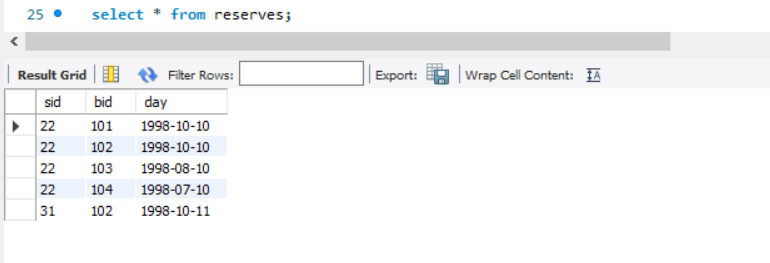 25 select * from reserves;
Result Grid Filter Rows: Export: Wrap Cell Content: IA
sid bid day
22 101 1998-10-10
22 102 1998-10-10
22 103 1998-08-10
22 104 1998-07-10
31 102 1998-10-11